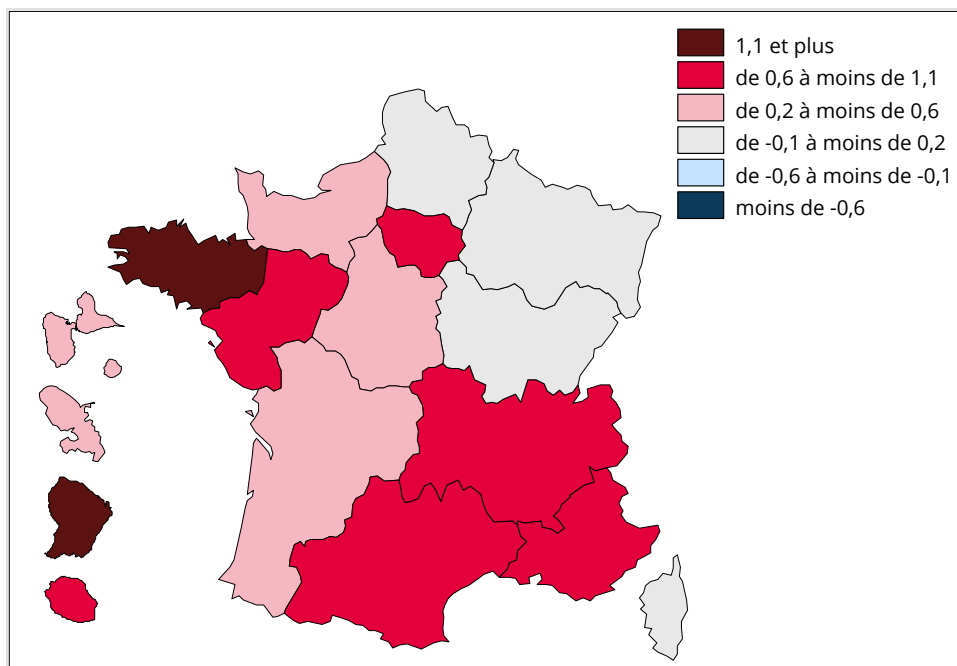 1,1 et plus
de 0,6 à moins de 1,1
de 0,2 à moins de 0,6
de -0,1 à moins de 0,2
de -0,6 à moins de -0,1
moins de -0,6